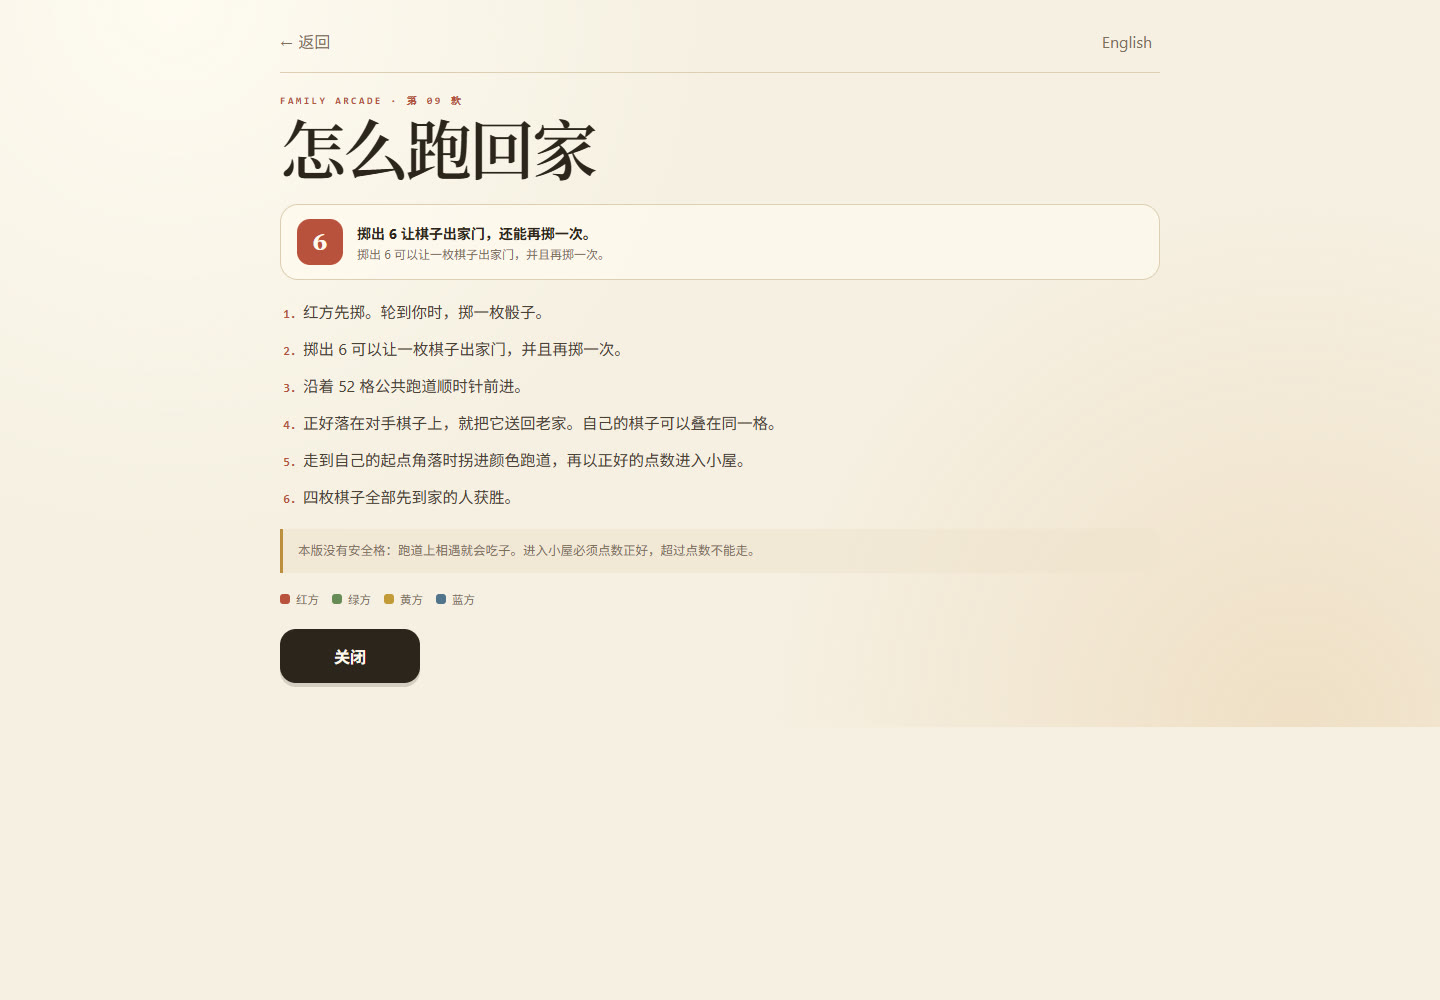 ← 返回
English
FAMILY ARCADE · 第 09 款
怎么跑回家
6
掷出 6 让棋子出家门，还能再掷一次。
掷出 6 可以让一枚棋子出家门，并且再掷一次。
1. 红方先掷。轮到你时，掷一枚骰子。
2. 掷出 6 可以让一枚棋子出家门，并且再掷一次。
3. 沿着 52 格公共跑道顺时针前进。
4. 正好落在对手棋子上，就把它送回老家。自己的棋子可以叠在同一格。
5. 走到自己的起点角落时拐进颜色跑道，再以正好的点数进入小屋。
6. 四枚棋子全部先到家的人获胜。
本版没有安全格：跑道上相遇就会吃子。进入小屋必须点数正好，超过点数不能走。
红方 绿方 黄方 蓝方
关闭